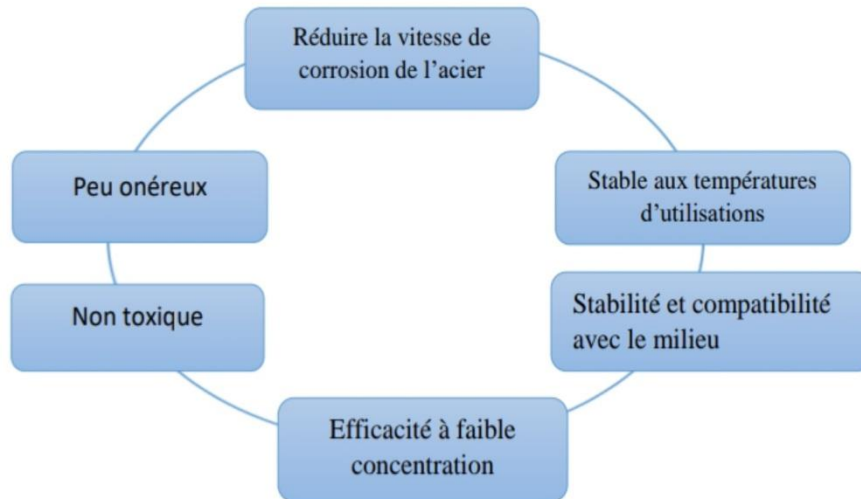 Réduire la vitesse de
corrosion de l’acier
Stable aux températures
d’utilisations
Stabilité et compatibilité
avec le milieu
Efficacité à faible
concentration
Non toxique
Peu onéreux